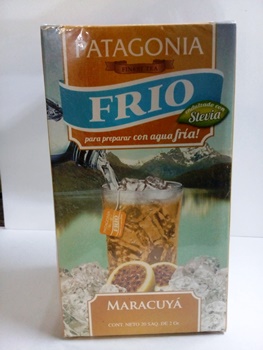 PATAGONIA
FRIO
endulzado con
Stevia
para preparar con agua fría!
MARACUYÁ